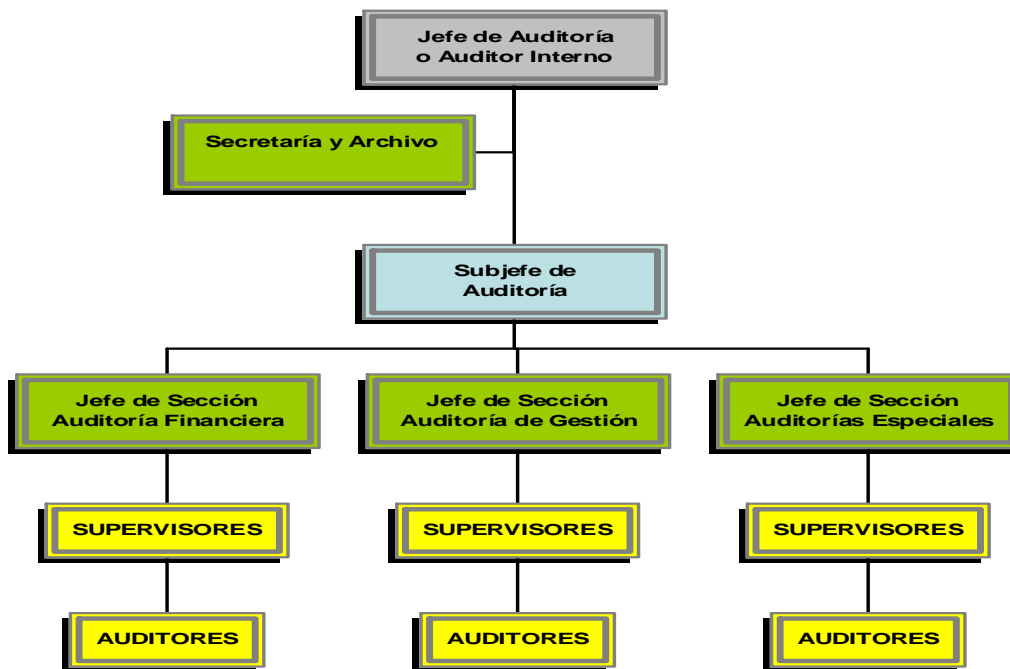 Jefe de Auditoría
o Auditor Interno
Secretaría y Archivo
Subjefe de
Auditoría
Jefe de Sección
Auditoría Financiera
Jefe de Sección
Auditoría de Gestión
Jefe de Sección
Auditorías Especiales
SUPERVISORES
SUPERVISORES
SUPERVISORES
AUDITORES
AUDITORES
AUDITORES